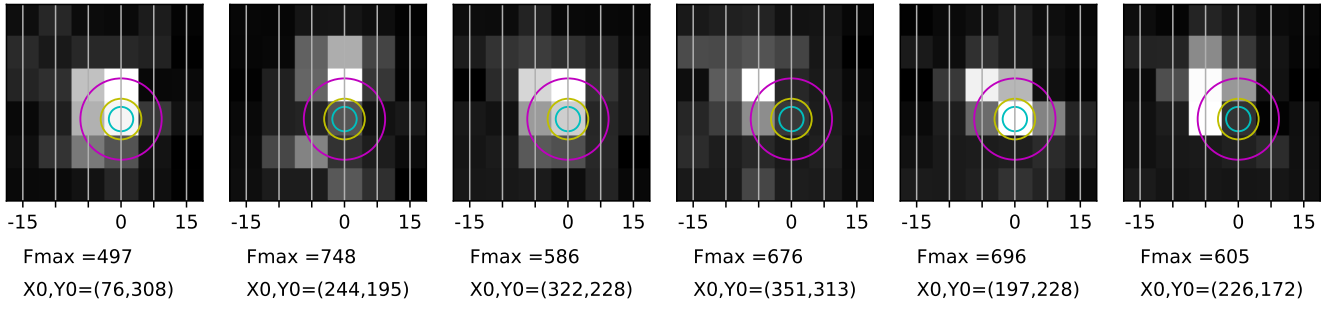 -15 0 15 -15 0 15 -15 0 15 -15 0 15 -15 0 15 -15 0 15
Fmax =497 Fmax =748 Fmax =586 Fmax =676 Fmax =696 Fmax =605
X0,Y0=(76,308) X0,Y0=(244,195) X0,Y0=(322,228) X0,Y0=(351,313) X0,Y0=(197,228) X0,Y0=(226,172)